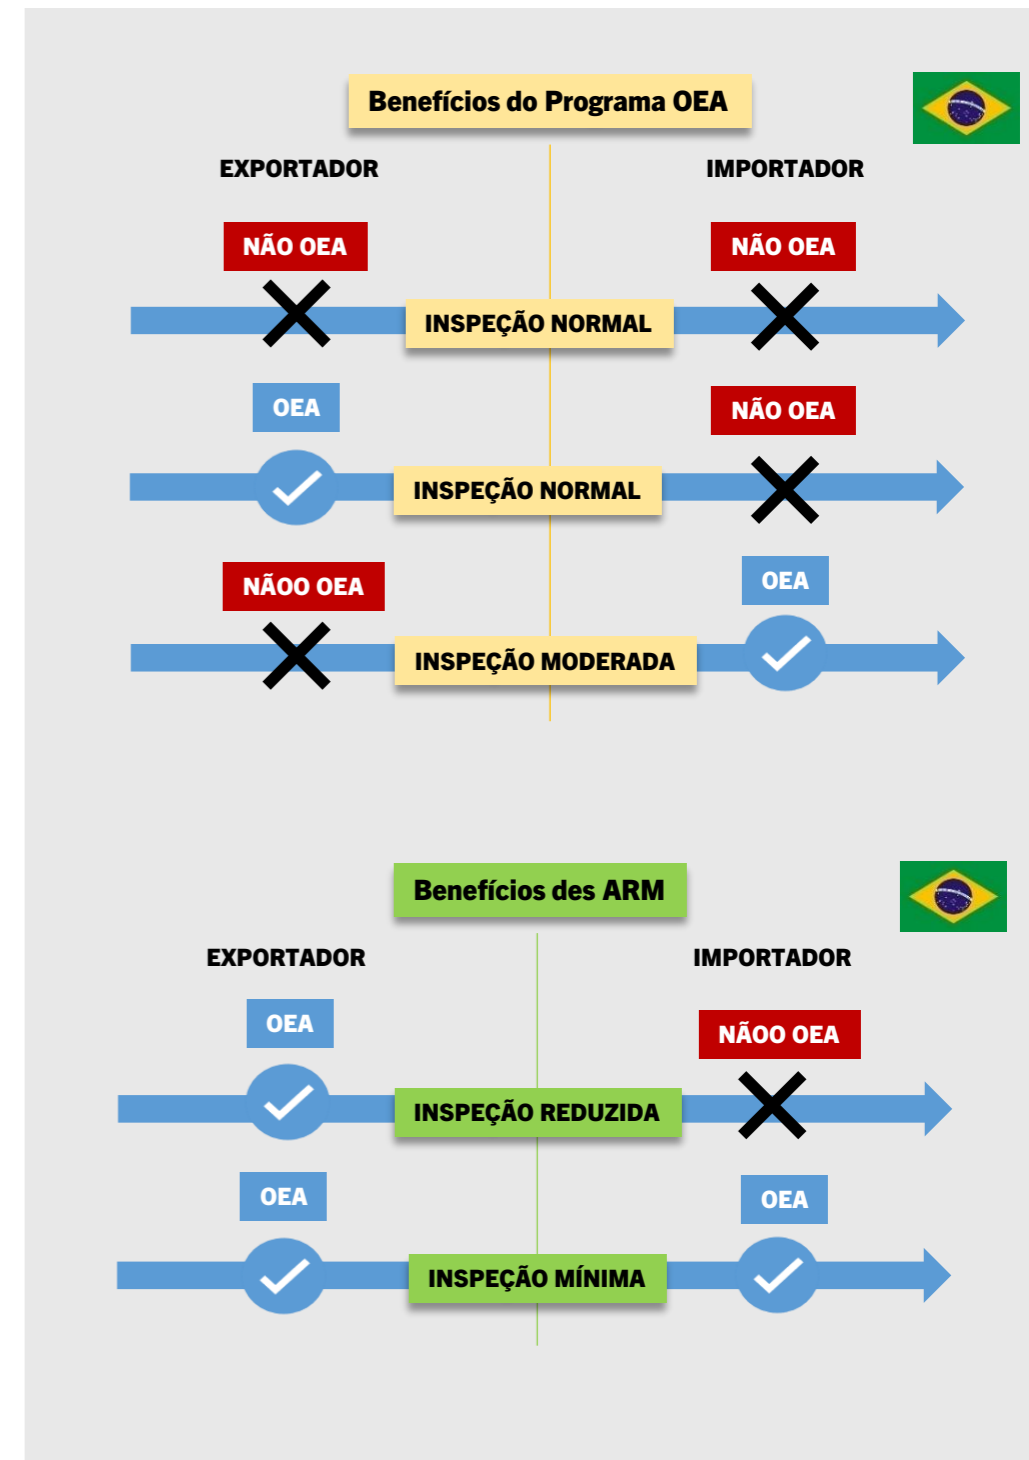 Benefícios do Programa OEA
EXPORTADOR
IMPORTADOR
NÃO OEA
NÃO OEA
INSPEÇÃO NORMAL
OEA
NÃO OEA
INSPEÇÃO NORMAL
NÃOO OEA
OEA
INSPEÇÃO MODERADA
Benefícios des ARM
EXPORTADOR
IMPORTADOR
OEA
NÃOO OEA
INSPEÇÃO REDUZIDA
OEA
OEA
INSPEÇÃO MÍNIMA